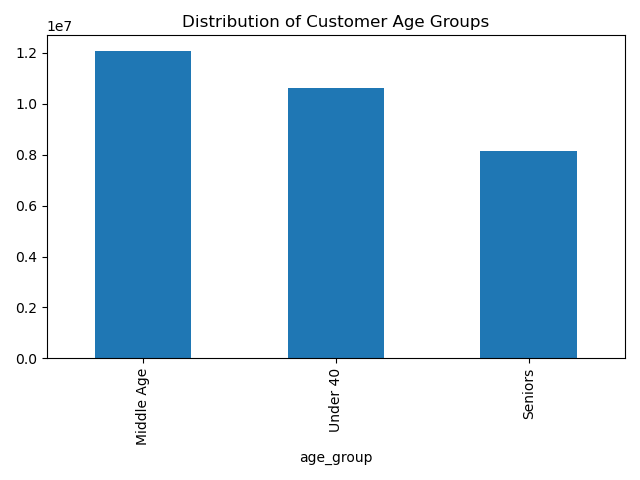 Distribution of Customer Age Groups
1e7
1.2
1.0
0.8
0.6
0.4
0.2
0.0
Middle Age
Under 40
Seniors
age_group